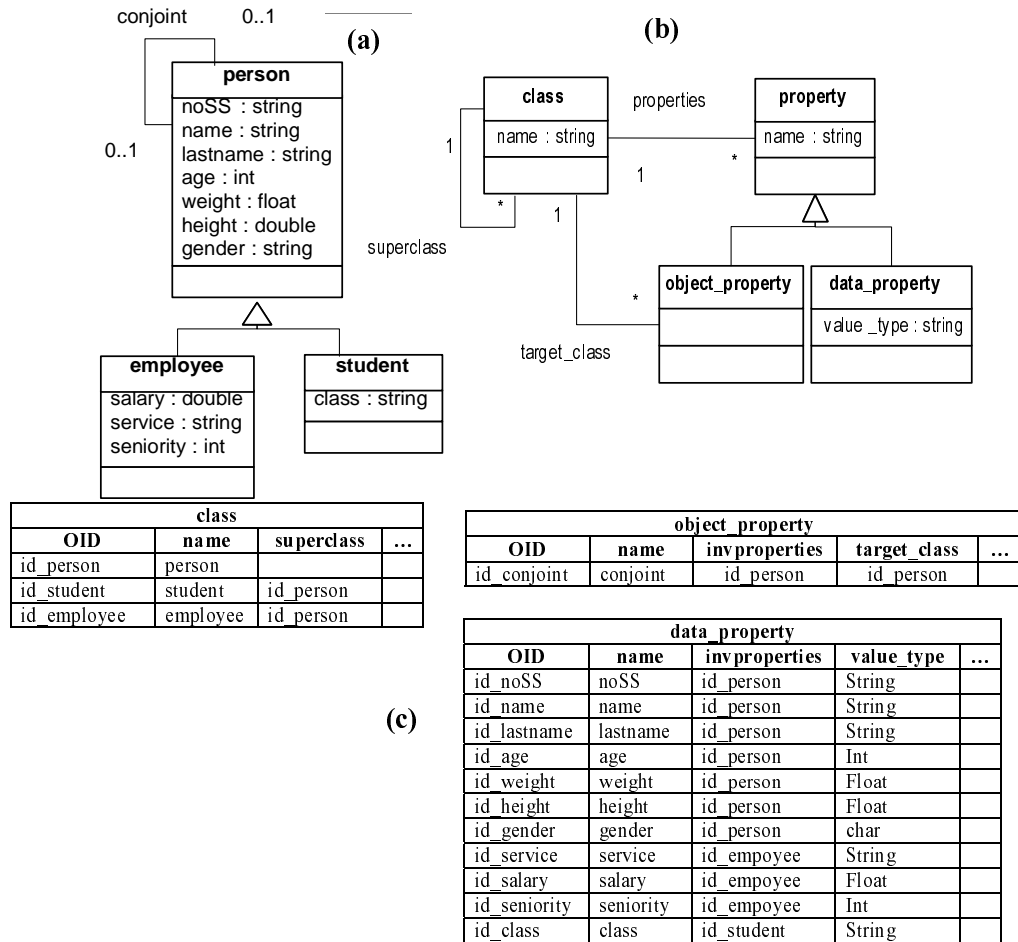 conjoint 0..1
(a)
person
noSS : string
name : string
lastname : string
age : int
weight : float
height : double
gender : string
0..1
employee
salary : double
service : string
seniority : int
student
class : string
(b)
class
name : string
properties
property
name : string
1
*
1
*
superclass
1
*
target_class
object_property
data_property
value _type : string
class
OID name superclass ...
id_person person
id_student student id_person
id_employee employee id_person
object_property
OID name invproperties target_class ...
id_conjoint conjoint id_person id_person
(c)
data_property
OID name invproperties value_type ...
id_noSS noSS id_person String
id_name name id_person String
id_lastname lastname id_person String
id_age age id_person Int
id_weight weight id_person Float
id_height height id_person Float
id_gender gender id_person char
id_service service id_empoyee String
id_salary salary id_empoyee Float
id_seniority seniority id_empoyee Int
id_class class id_student String